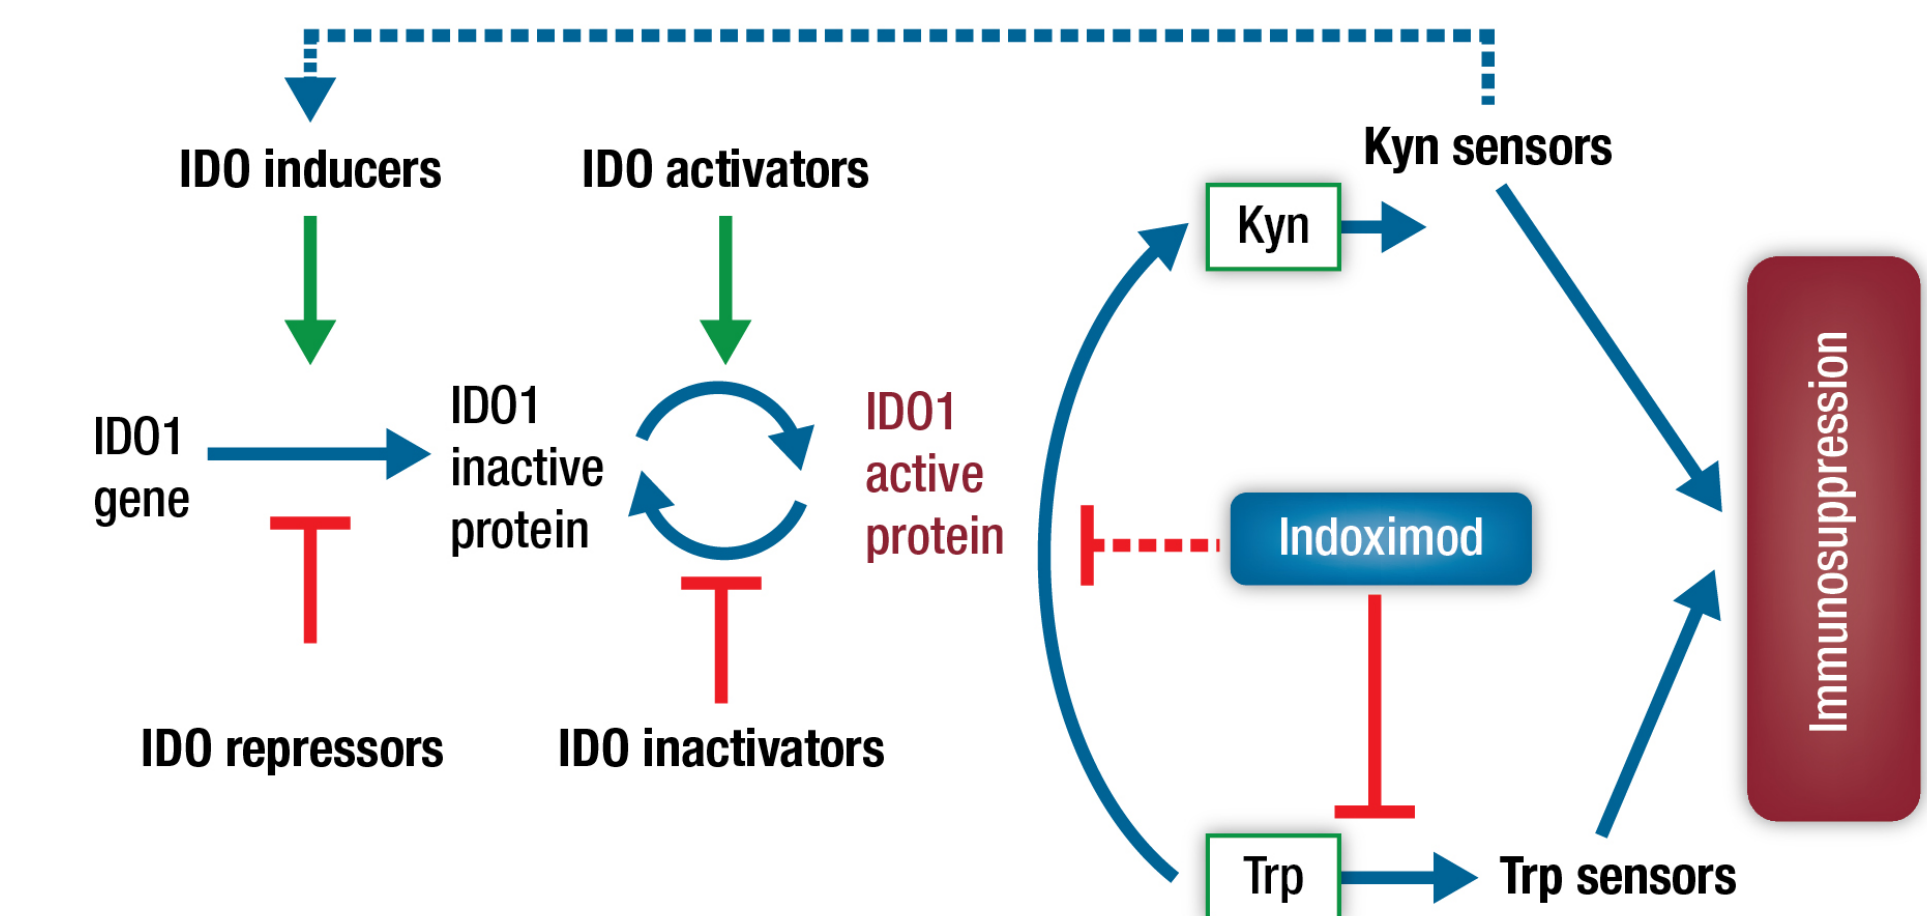 Kyn sensors
IDO inducers
IDO activators
Kyn
IDO1
gene
IDO1
inactive
protein
IDO1
active
protein
Indoximod
Immunosuppression
IDO repressors
IDO inactivators
Trp
Trp sensors